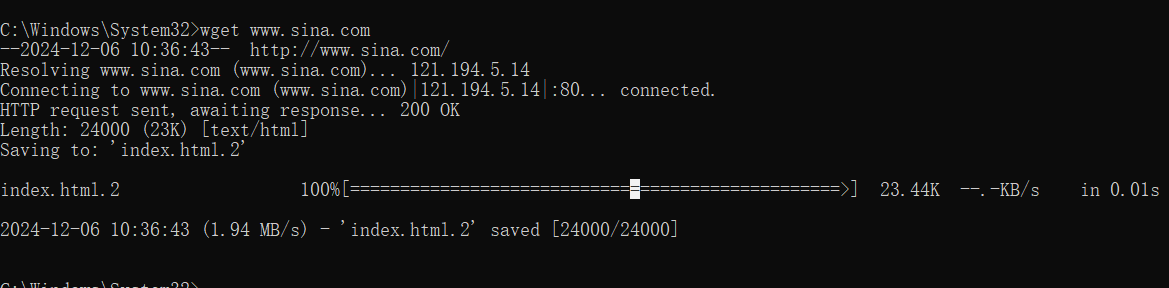 C:\Windows\System32>wget www.sina.com
--2024-12-06 10:36:43--  http://www.sina.com/
Resolving www.sina.com (www.sina.com)... 121.194.5.14
Connecting to www.sina.com (www.sina.com)|121.194.5.14|:80... connected.
HTTP request sent, awaiting response... 200 OK
Length: 24000 (23K) [text/html]
Saving to: 'index.html.2'
index.html.2                  100%[=================================================>]  23.44K  --.-KB/s    in 0.01s
2024-12-06 10:36:43 (1.94 MB/s) - 'index.html.2' saved [24000/24000]
C:\Windows\System32>